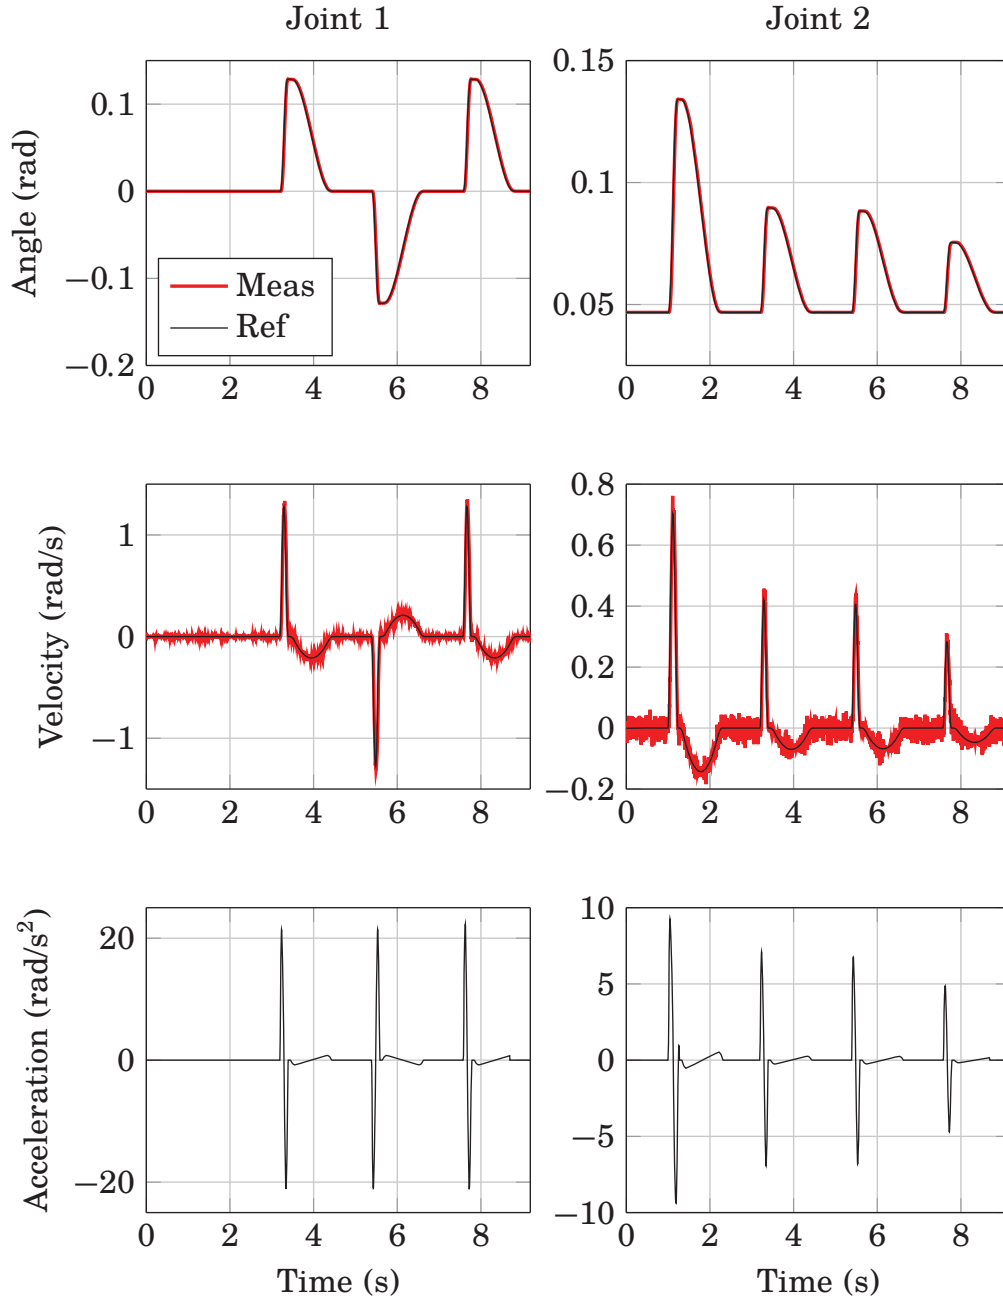 Joint 1
Joint 2
Angle (rad)
0.1
0
−0.1
−0.2
Meas
Ref
0 2 4 6 8
0.15
0.1
0.05
0 2 4 6 8
Velocity (rad/s)
1
0
−1
0 2 4 6 8
0.8
0.6
0.4
0.2
0
−0.2
0 2 4 6 8
Acceleration (rad/s²)
20
0
−20
0 2 4 6 8
Time (s)
10
5
0
−5
−10
0 2 4 6 8
Time (s)